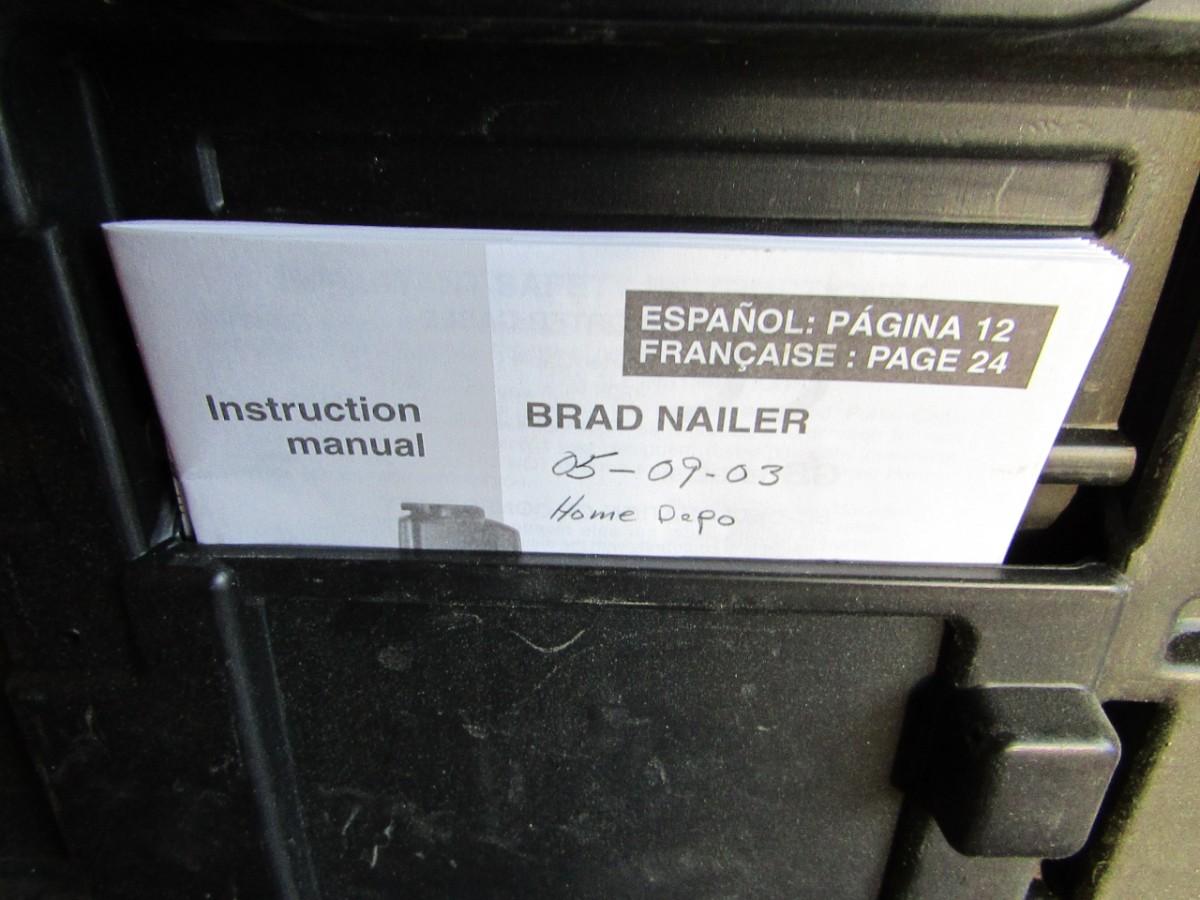 ESPAÑOL: PÁGINA 12
FRANÇAISE : PAGE 24
Instruction
manual
BRAD NAILER
05-09-03
Home Depo